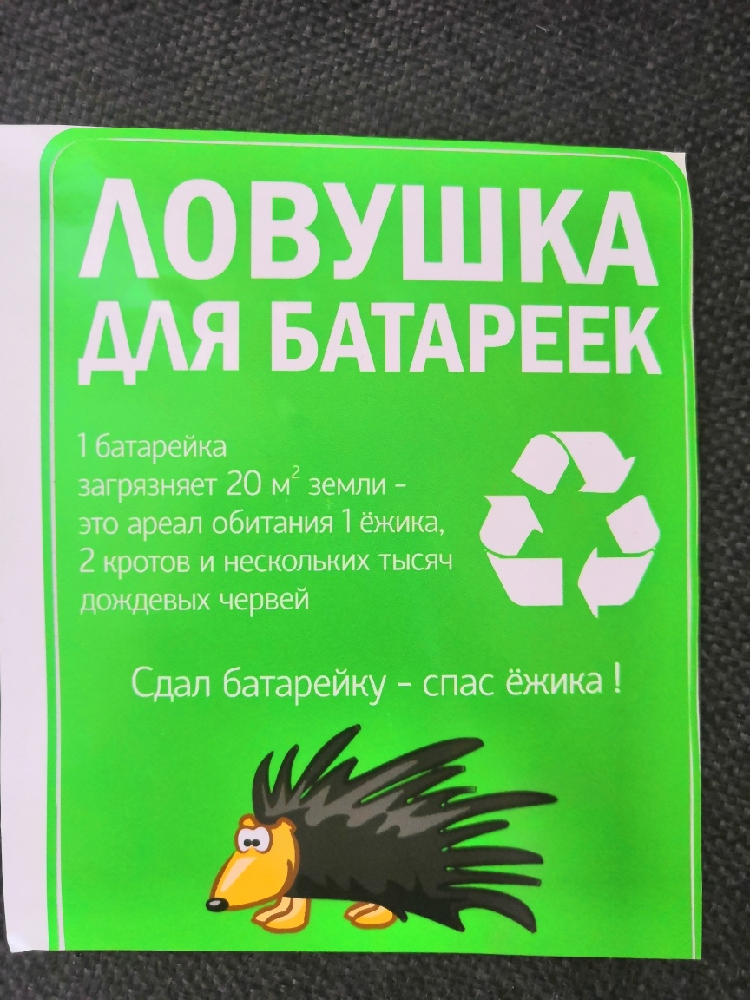 ЛОВУШКА
ДЛЯ БАТАРЕЕК
1 батарейка
загрязняет 20 м² земли -
это ареал обитания 1 ёжика,
2 кротов и нескольких тысяч
дождевых червей
Сдал батарейку - спас ёжика !